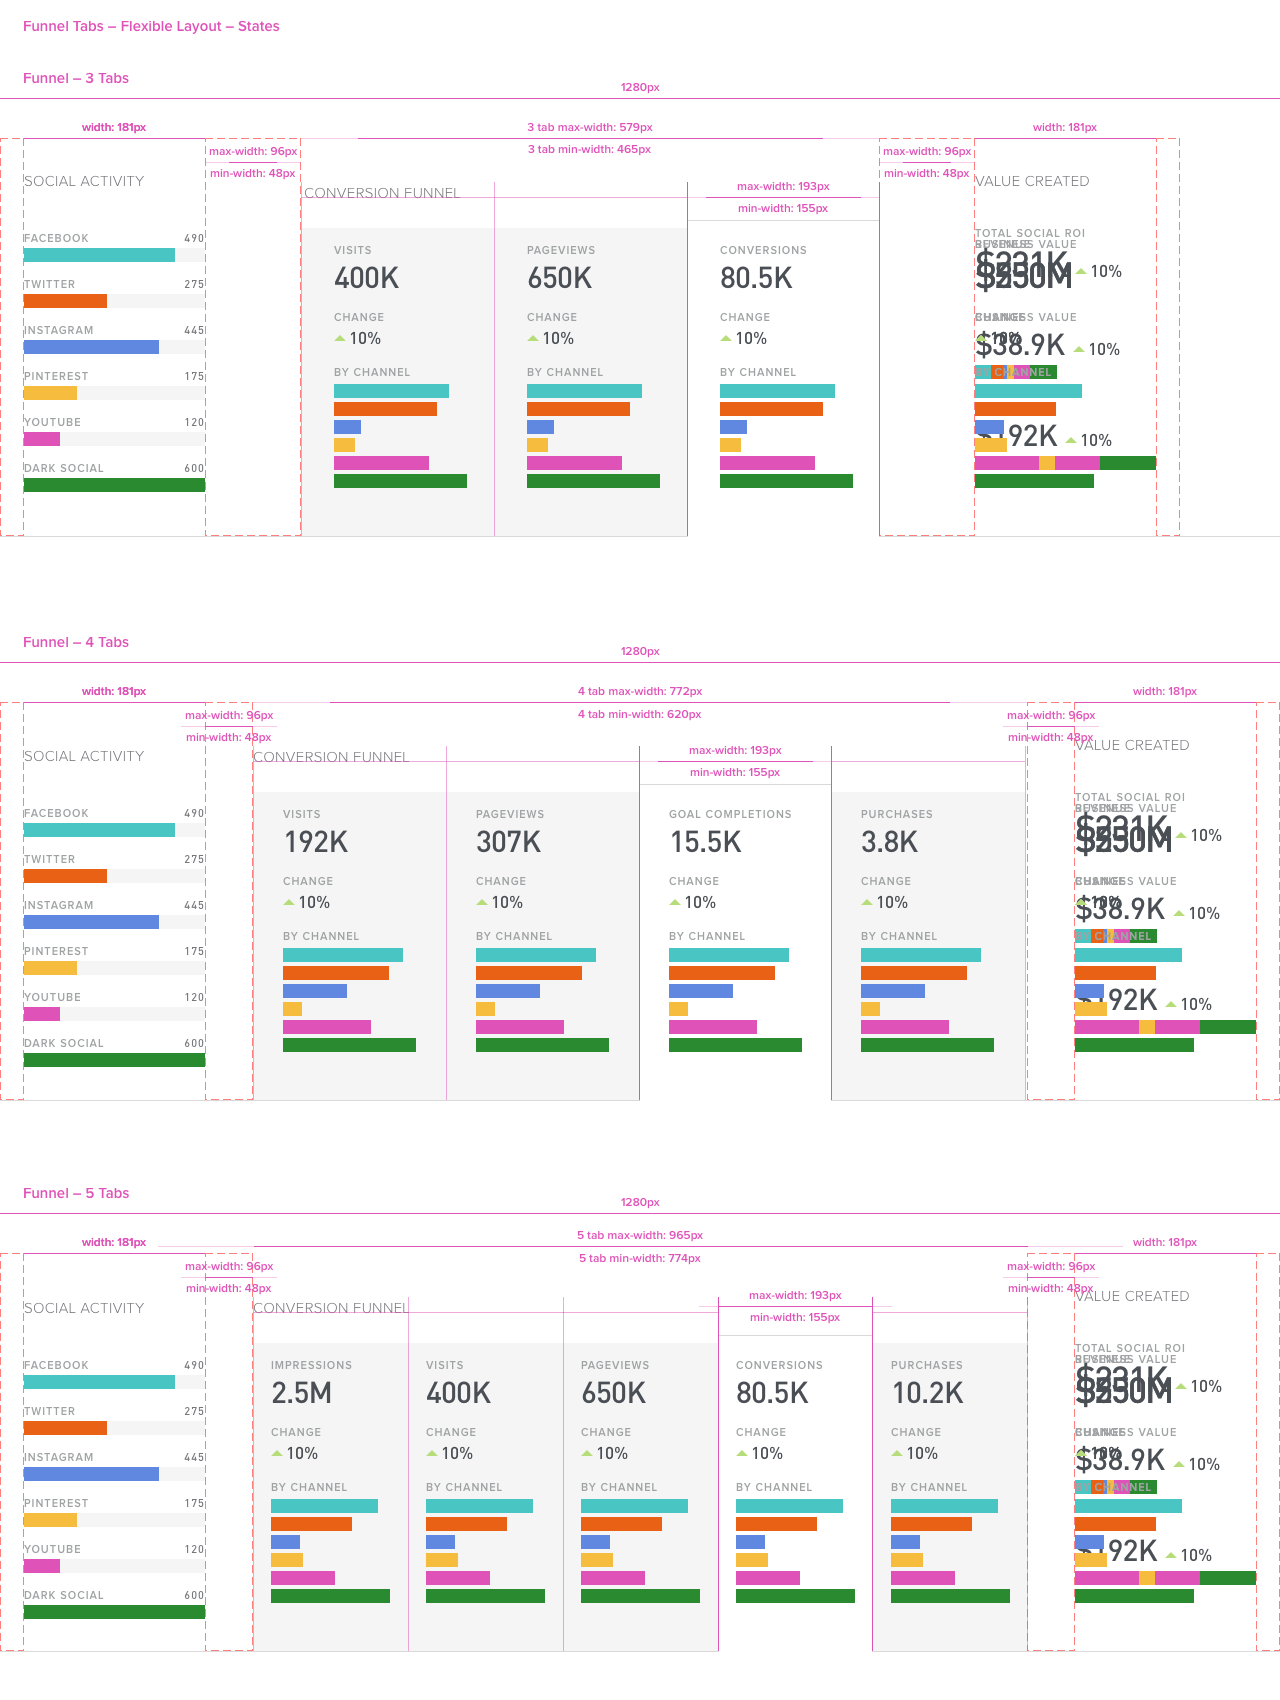 Funnel Tabs – Flexible Layout – States
Funnel – 3 Tabs
1280px
width: 181px
3 tab max-width: 579px
3 tab min-width: 465px
width: 181px
max-width: 96px
min-width: 48px
max-width: 96px
min-width: 48px
SOCIAL ACTIVITY
CONVERSION FUNNEL
max-width: 193px
min-width: 155px
VALUE CREATED
FACEBOOK 490
TWITTER 275
INSTAGRAM 445
PINTEREST 175
YOUTUBE 120
DARK SOCIAL 600
VISITS
400K
CHANGE
10%
BY CHANNEL
PAGEVIEWS
650K
CHANGE
10%
BY CHANNEL
CONVERSIONS
80.5K
CHANGE
10%
BY CHANNEL
TOTAL SOCIAL ROI
10%
$38.9K 10%
BY CHANNEL
10%
Funnel – 4 Tabs
1280px
width: 181px
4 tab max-width: 772px
4 tab min-width: 620px
width: 181px
max-width: 96px
min-width: 48px
max-width: 96px
min-width: 48px
SOCIAL ACTIVITY
CONVERSION FUNNEL
max-width: 193px
min-width: 155px
VALUE CREATED
FACEBOOK 490
TWITTER 275
INSTAGRAM 445
PINTEREST 175
YOUTUBE 120
DARK SOCIAL 600
VISITS
192K
CHANGE
10%
BY CHANNEL
PAGEVIEWS
307K
CHANGE
10%
BY CHANNEL
GOAL COMPLETIONS
15.5K
CHANGE
10%
BY CHANNEL
PURCHASES
3.8K
CHANGE
10%
BY CHANNEL
TOTAL SOCIAL ROI
10%
$38.9K 10%
BY CHANNEL
10%
Funnel – 5 Tabs
1280px
width: 181px
5 tab max-width: 965px
5 tab min-width: 774px
width: 181px
max-width: 96px
min-width: 48px
max-width: 96px
min-width: 48px
SOCIAL ACTIVITY
CONVERSION FUNNEL
max-width: 193px
min-width: 155px
VALUE CREATED
FACEBOOK 490
TWITTER 275
INSTAGRAM 445
PINTEREST 175
YOUTUBE 120
DARK SOCIAL 600
IMPRESSIONS
2.5M
CHANGE
10%
BY CHANNEL
VISITS
400K
CHANGE
10%
BY CHANNEL
PAGEVIEWS
650K
CHANGE
10%
BY CHANNEL
CONVERSIONS
80.5K
CHANGE
10%
BY CHANNEL
PURCHASES
10.2K
CHANGE
10%
BY CHANNEL
TOTAL SOCIAL ROI
10%
$38.9K 10%
BY CHANNEL
10%